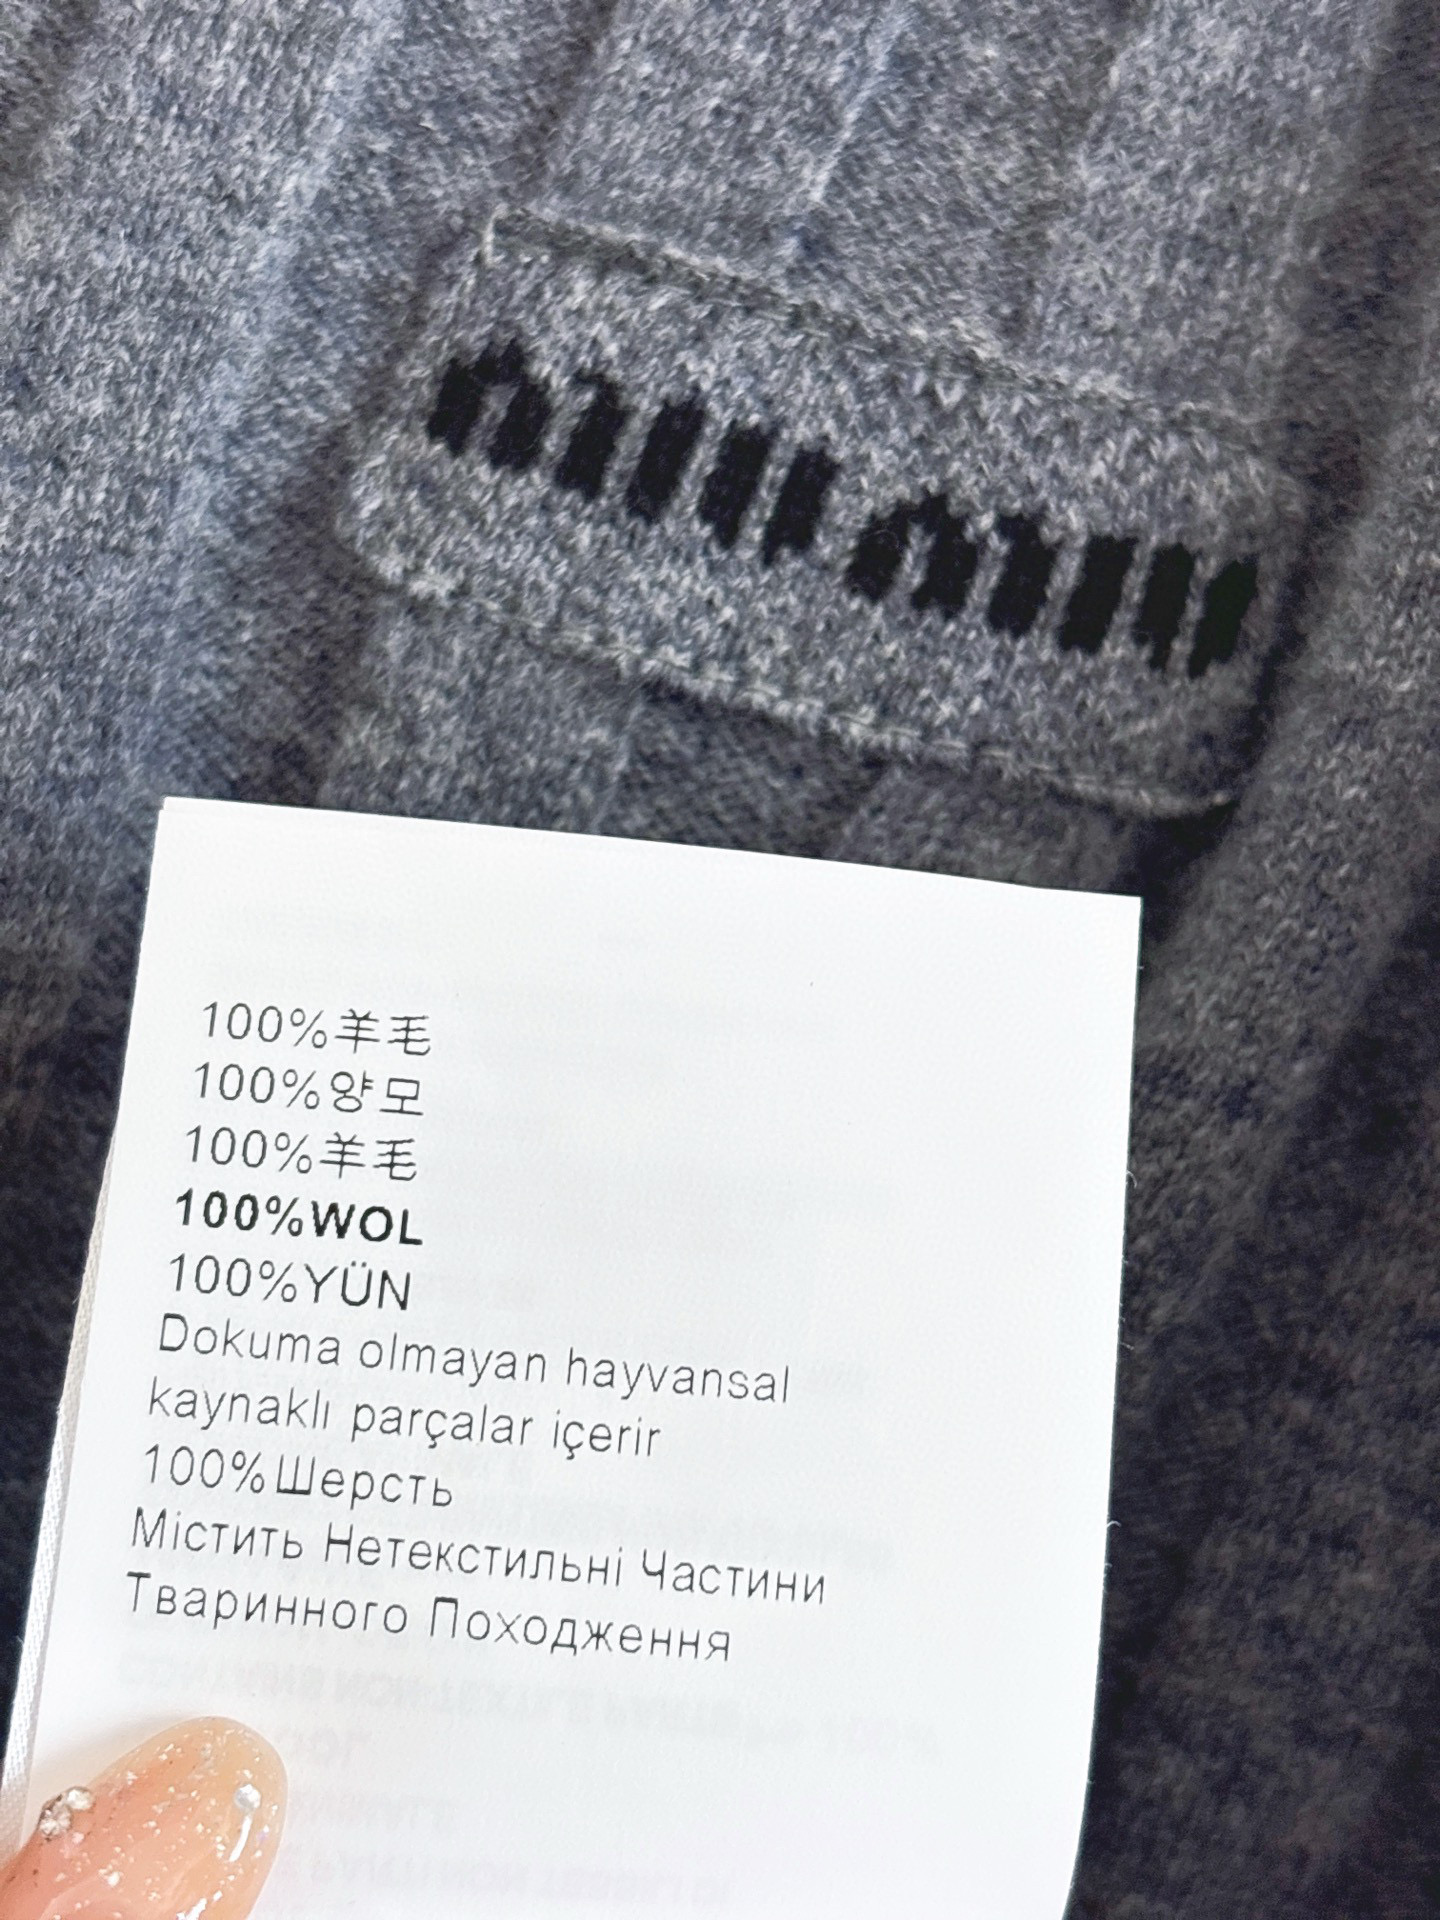 miu miu
100%羊毛
100%양모
100%羊毛
100%WOL
100%YÜN
Dokuma olmayan hayvansal
kaynaklı parçalar içerir
100%Шерсть
Містить Нетекстильні Частини
Тваринного Походження